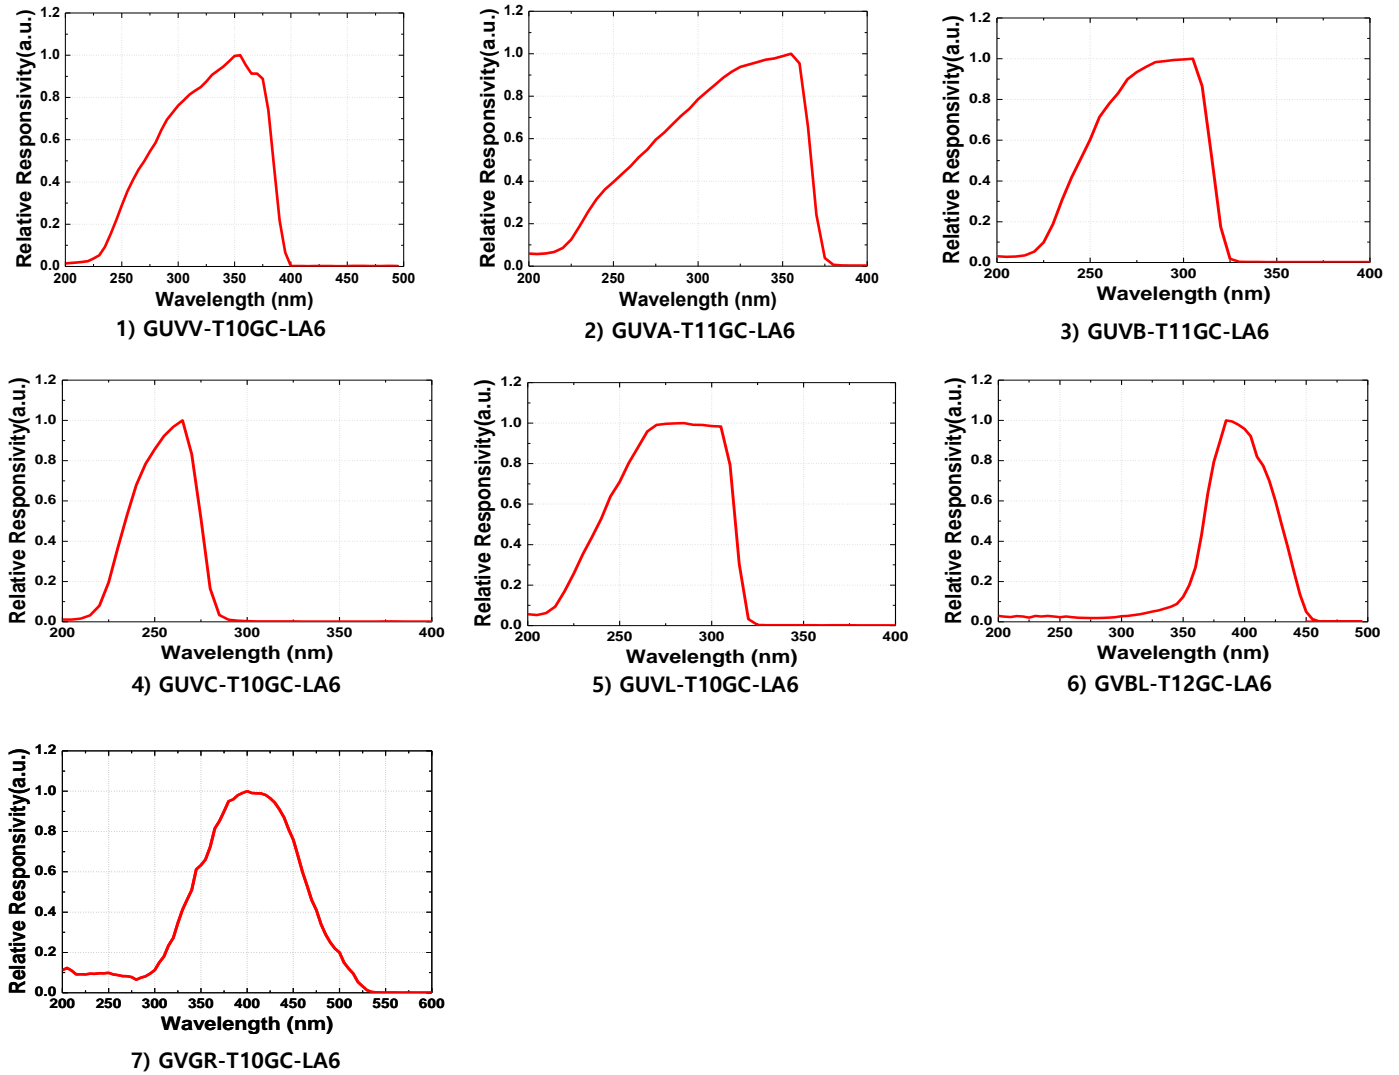 Relative Responsivity(a.u.)
1.2
1.0
0.8
0.6
0.4
0.2
0.0
200 250 300 350 400 450 500
Wavelength (nm)
1) GUVV-T10GC-LA6
Relative Responsivity(a.u.)
1.2
1.0
0.8
0.6
0.4
0.2
0.0
200 250 300 350 400
Wavelength (nm)
2) GUVA-T11GC-LA6
Relative Responsivity(a.u.)
1.2
1.0
0.8
0.6
0.4
0.2
0.0
200 250 300 350 400
Wavelength (nm)
3) GUVB-T11GC-LA6
Relative Responsivity(a.u.)
1.2
1.0
0.8
0.6
0.4
0.2
0.0
200 250 300 350 400
Wavelength (nm)
4) GUVC-T10GC-LA6
Relative Responsivity(a.u.)
1.2
1.0
0.8
0.6
0.4
0.2
0.0
200 250 300 350 400
Wavelength (nm)
5) GUVL-T10GC-LA6
Relative Responsivity(a.u.)
1.2
1.0
0.8
0.6
0.4
0.2
0.0
200 250 300 350 400 450 500
Wavelength (nm)
6) GVBL-T12GC-LA6
Relative Responsivity(a.u.)
1.2
1.0
0.8
0.6
0.4
0.2
0.0
200 250 300 350 400 450 500 550 600
Wavelength (nm)
7) GVGR-T10GC-LA6